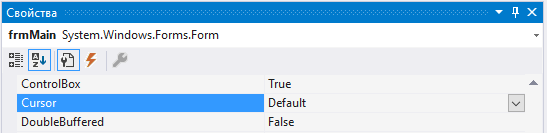 Свойства
frmMain System.Windows.Forms.Form
ControlBox True
Cursor Default
DoubleBuffered False